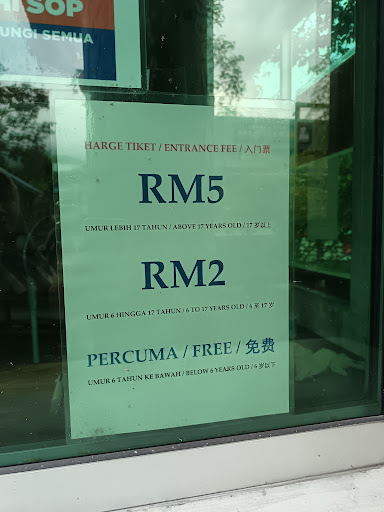 HI SOP
UNGI SEMUA
HARGE TIKET / ENTRANCE FEE / 入门票
RM5
UMUR LEBIH 17 TAHUN / ABOVE 17 YEARS OLD / 17 岁以上
RM2
UMUR 6 HINGGA 17 TAHUN / 6 TO 17 YEARS OLD / 6 至 17 岁
PERCUMA / FREE / 免费
UMUR 6 TAHUN KE BAWAH / BELOW 6 YEARS OLD / 6 岁以下